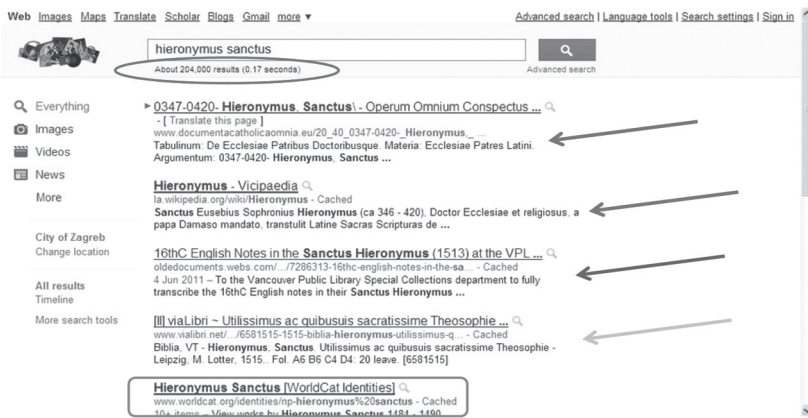 Web Images Maps Translate Scholar Blogs Gmail more ▼
Advanced search | Language tools | Search settings | Sign in
hieronymus sanctus
About 204,000 results (0.17 seconds)
Advanced search
Everything
Images
Videos
News
More
City of Zagreb
Change location
All results
Timeline
More search tools
0347-0420- Hieronymus, Sanctus\ - Operum Omnium Conspectus ...
- [ Translate this page ]
www.documentacatholicaomnia.eu/20_40_0347-0420-_Hieronymus,_ ...
Tabulinum: De Ecclesiae Patribus Doctoribusque. Materia: Ecclesiae Patres Latini.
Argumentum: 0347-0420- Hieronymus, Sanctus ...
Hieronymus - Vicipaedia
la.wikipedia.org/wiki/Hieronymus - Cached
Sanctus Eusebius Sophronius Hieronymus (ca 346 - 420), Doctor Ecclesiae et religiosus, a
papa Damaso mandato, transtulit Latine Sacras Scripturas de ...
16thC English Notes in the Sanctus Hieronymus (1513) at the VPL ...
oldedocuments.webs.com/.../7286313-16thc-english-notes-in-the-sa... - Cached
4 Jun 2011 – To the Vancouver Public Library Special Collections department to fully
transcribe the 16thC English notes in their Sanctus Hieronymus ...
[II] viaLibri ~ Utilissimus ac quibusuis sacratissime Theosophie ...
www.vialibri.net/.../6581515-1515-biblia-hieronymus-utilissimus-q... - Cached
Biblia, VT - Hieronymus, Sanctus. Utilissimus ac quibusuis sacratissime Theosophie -
Leipzig, M. Lotter, 1515.. Fol. A6 B6 C4 D4: 20 leave. [6581515]
Hieronymus Sanctus [WorldCat Identities]
www.worldcat.org/identities/np-hieronymus%20sanctus - Cached
10+ items – View works by Hieronymus Sanctus 1484 - 1490